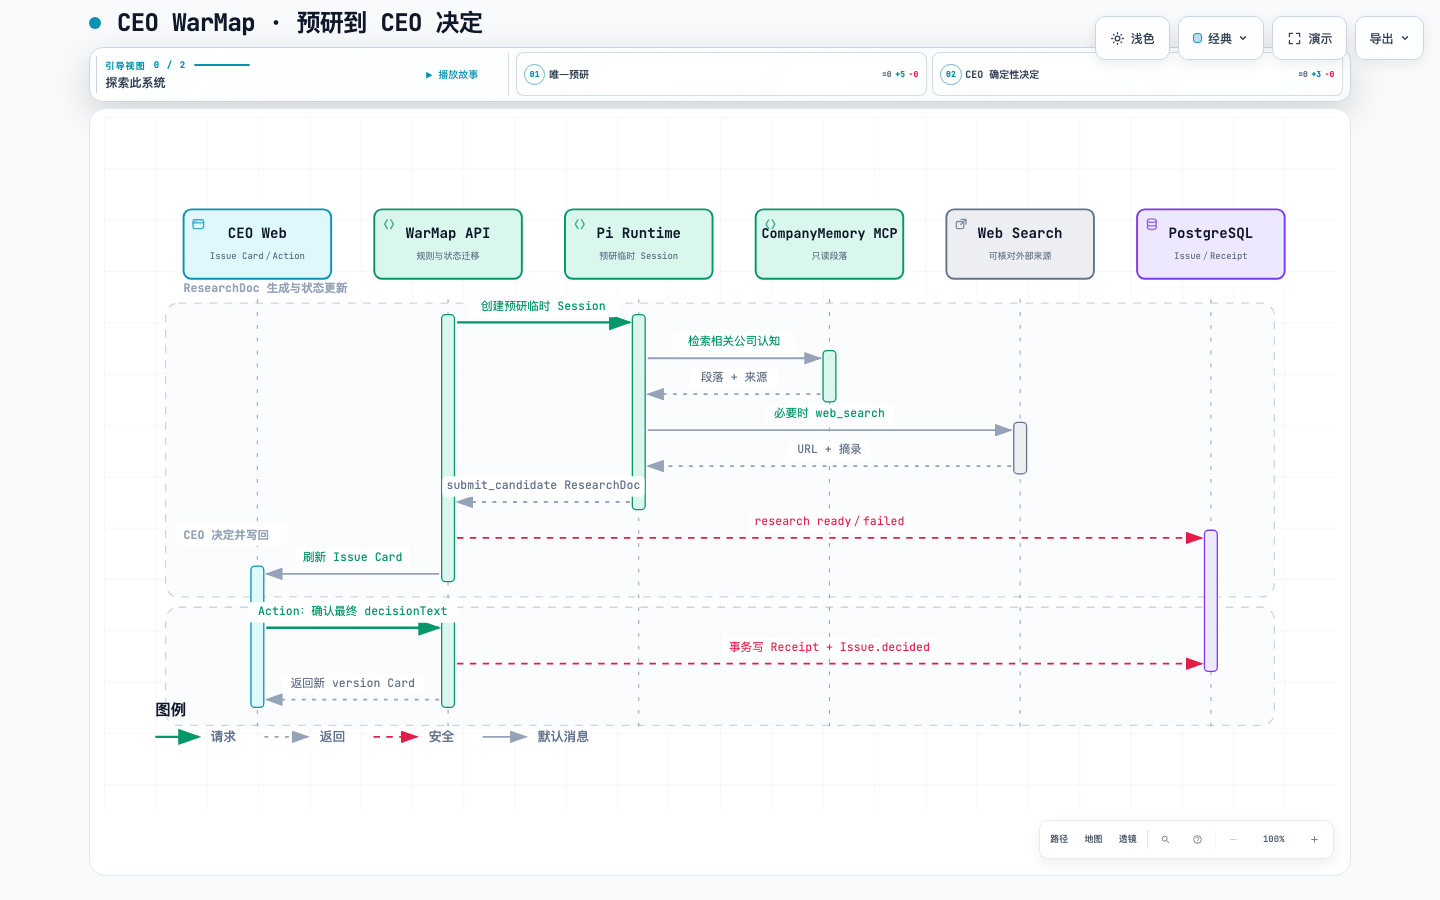 CEO WarMap · 预研到 CEO 决定
浅色
经典
演示
导出
引导视图 0 / 2
探索此系统
▶ 播放故事
01 唯一预研 ≡0 +5 -0
02 CEO 确定性决定 ≡0 +3 -0
CEO Web
Issue Card / Action
WarMap API
规则与状态迁移
Pi Runtime
预研临时 Session
CompanyMemory MCP
只读段落
Web Search
可核对外部来源
PostgreSQL
Issue / Receipt
ResearchDoc 生成与状态更新
创建预研临时 Session
检索相关公司认知
段落 + 来源
必要时 web_search
URL + 摘录
submit_candidate ResearchDoc
research ready / failed
CEO 决定并写回
刷新 Issue Card
Action: 确认最终 decisionText
事务写 Receipt + Issue.decided
返回新 version Card
图例
请求
返回
安全
默认消息
路径
地图
透镜
100%